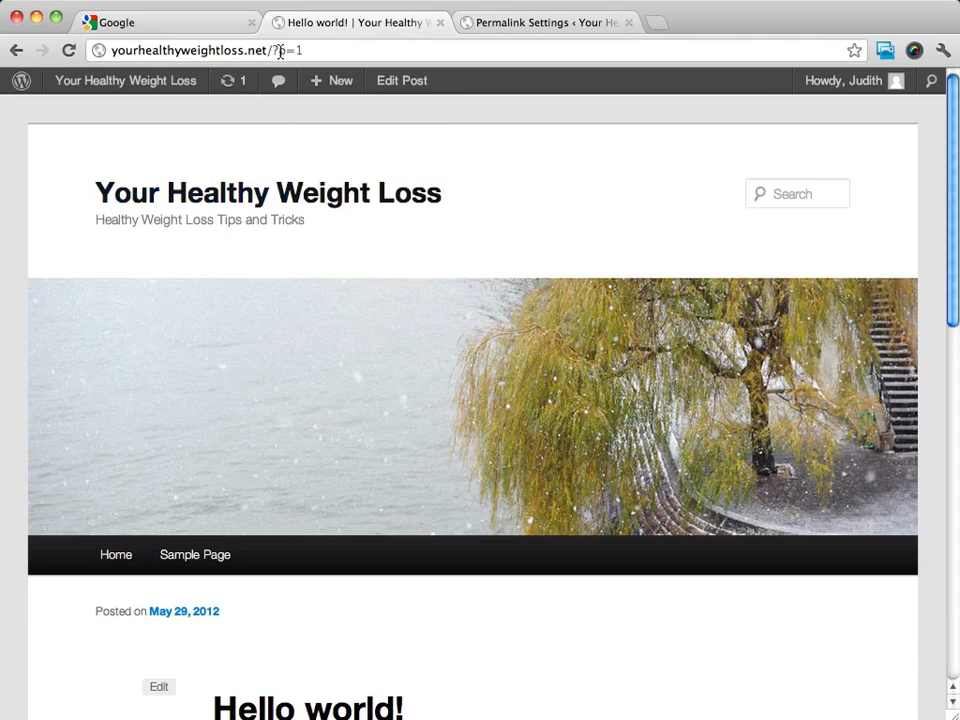 Google
Hello world! | Your Healthy W
Permalink Settings ‹ Your He
yourhealthyweightloss.net/?p=1
Your Healthy Weight Loss 1 New Edit Post Howdy, Judith
Your Healthy Weight Loss
Search
Healthy Weight Loss Tips and Tricks
Home Sample Page
Posted on May 29, 2012
Edit
Hello world!